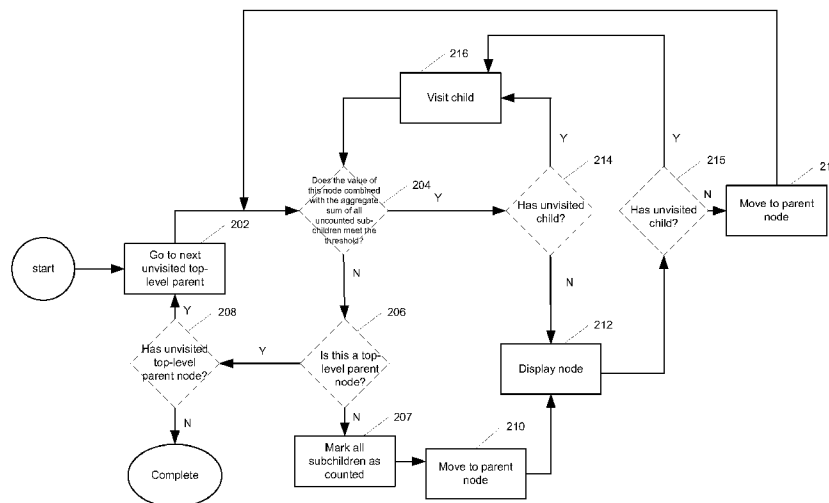 216
Visit child
Y
Y
214
215
21
Does the value of
this node combined
with the aggregate
sum of all
uncounted sub-
children meet the
threshold?
204
Y
Has unvisited
child?
Has unvisited
child?
N
Move to parent
node
202
Go to next
unvisited top-
level parent
start
N
N
Y
208
206
212
Has unvisited
top-level
parent node?
Y
Is this a top-
level parent
node?
Display node
N
N
207
210
Mark all
subchildren as
counted
Move to parent
node
Complete